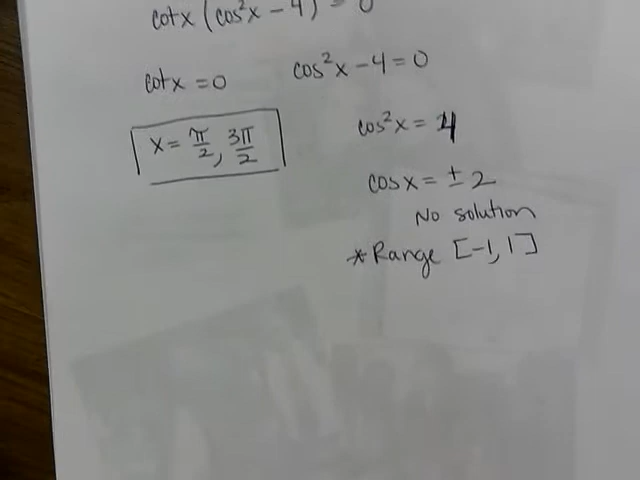 cotx (cos²x − 4) = 0
cotx = 0
cos²x − 4 = 0
cos²x = 4
x = π/2, 3π/2
cosx = ± 2
No solution
*Range [-1, 1]